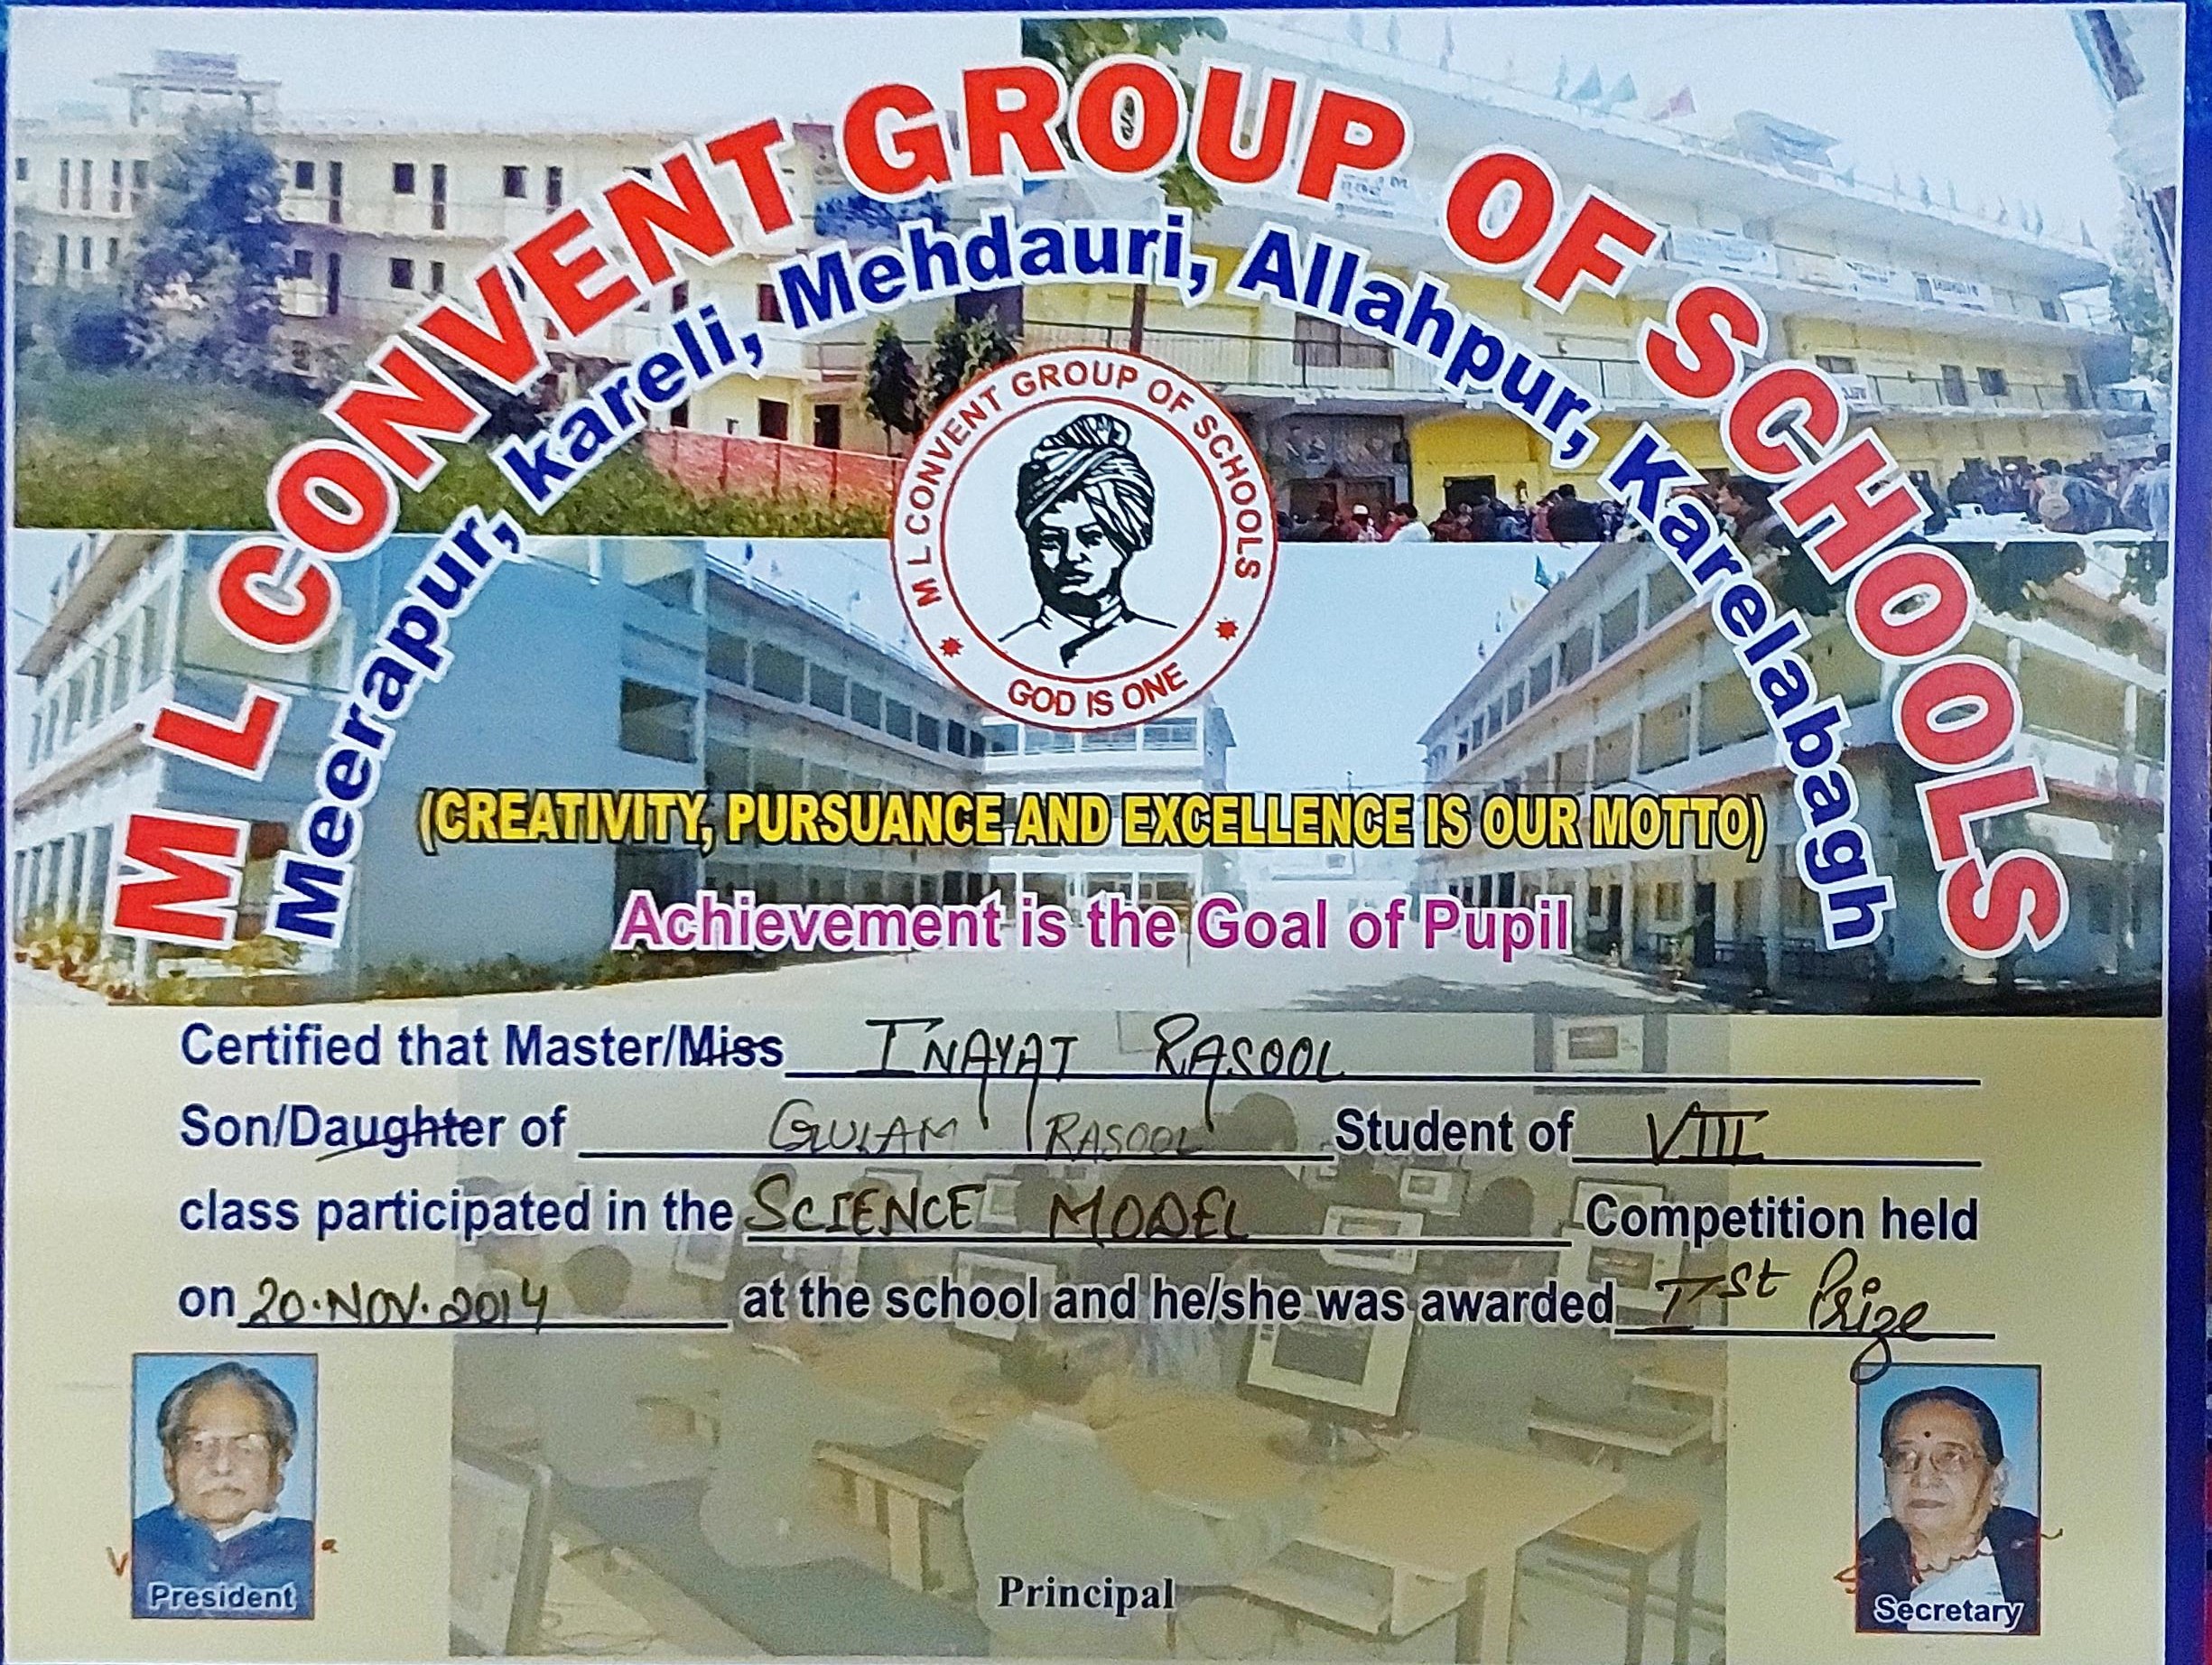 M L CONVENT GROUP OF SCHOOLS
Meerapur, kareli, Mehdauri, Allahpur, Karelabagh
M L CONVENT GROUP OF SCHOOLS
GOD IS ONE
(CREATIVITY, PURSUANCE AND EXCELLENCE IS OUR MOTTO)
Achievement is the Goal of Pupil
Certified that Master/Miss INAYAT RASOOL
Son/Daughter of GULAM RASOOL Student of VIII
class participated in the SCIENCE MODEL Competition held
on 20.NOV.2014 at the school and he/she was awarded Ist Prize
President
Principal
Secretary